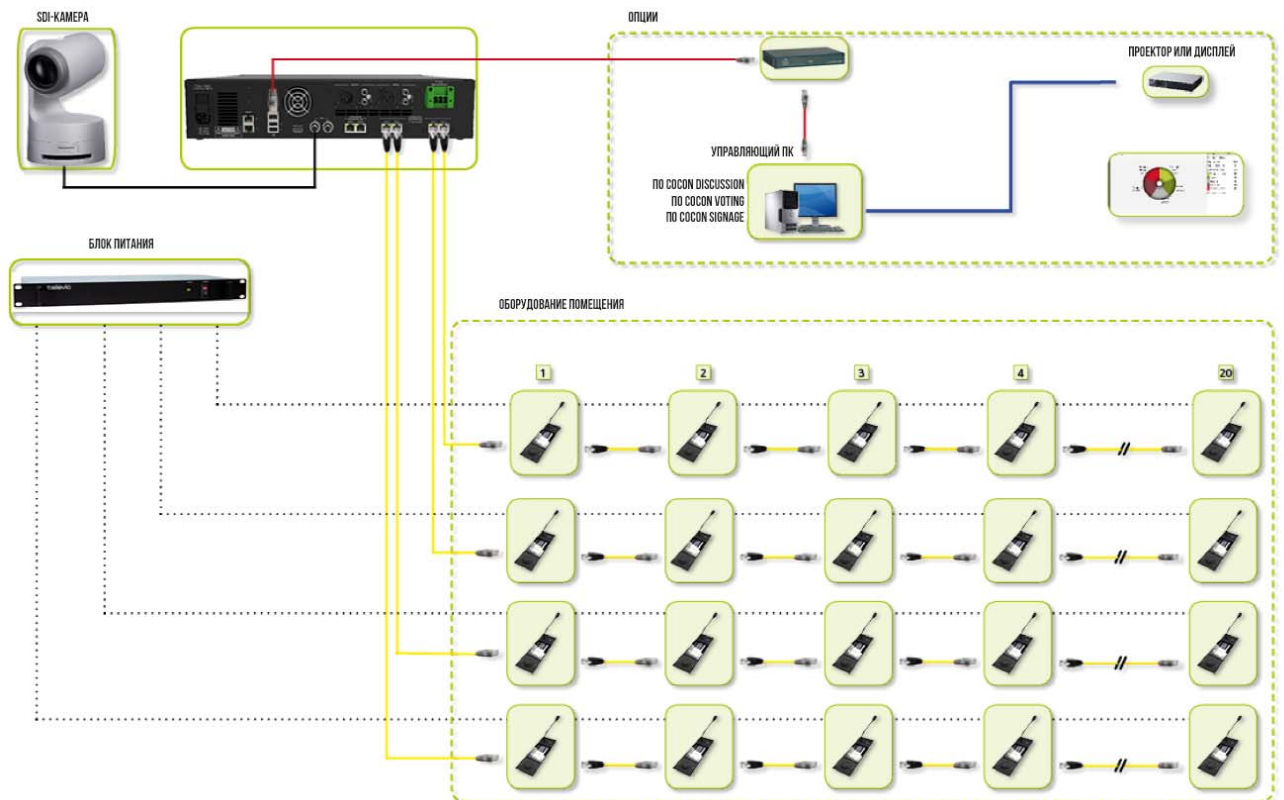 SDI-КАМЕРА
ОПЦИИ
ПРОЕКТОР ИЛИ ДИСПЛЕЙ
УПРАВЛЯЮЩИЙ ПК
ПО COCON DISCUSSION
ПО COCON VOTING
ПО COCON SIGNAGE
БЛОК ПИТАНИЯ
televic
ОБОРУДОВАНИЕ ПОМЕЩЕНИЯ
1 2 3 4 20